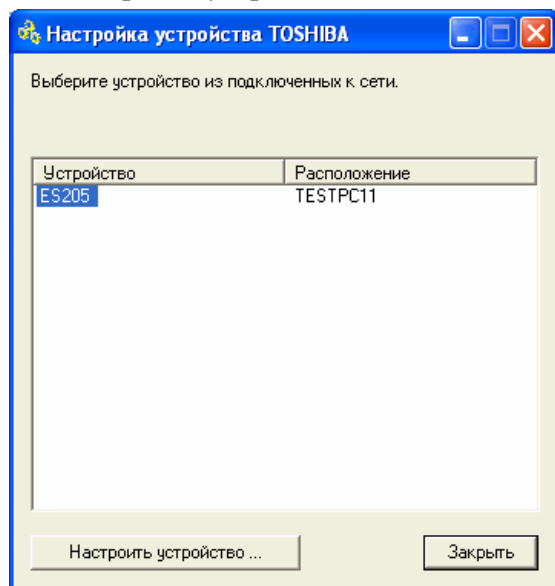 Настройка устройства TOSHIBA
Выберите устройство из подключенных к сети.
Устройство Расположение
ES205 TESTPC11
Настроить устройство ... Закрыть